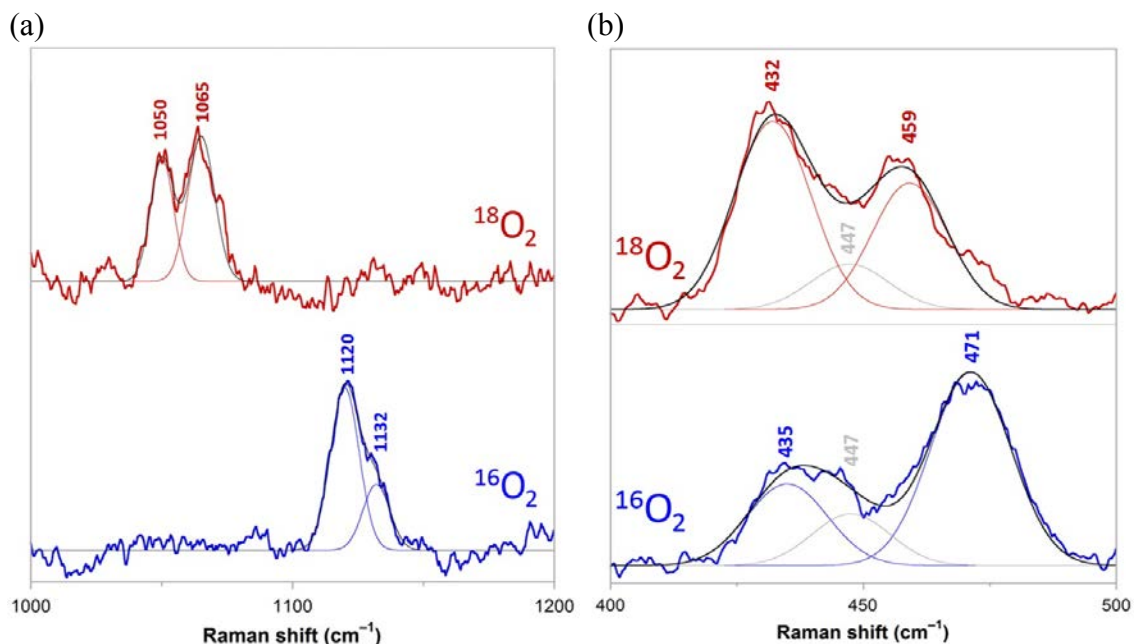 (a)
1050
1065
¹⁸O₂
1120
1132
¹⁶O₂
1000
1100
1200
Raman shift (cm⁻¹)
(b)
432
459
447
¹⁸O₂
471
435
447
¹⁶O₂
400
450
500
Raman shift (cm⁻¹)